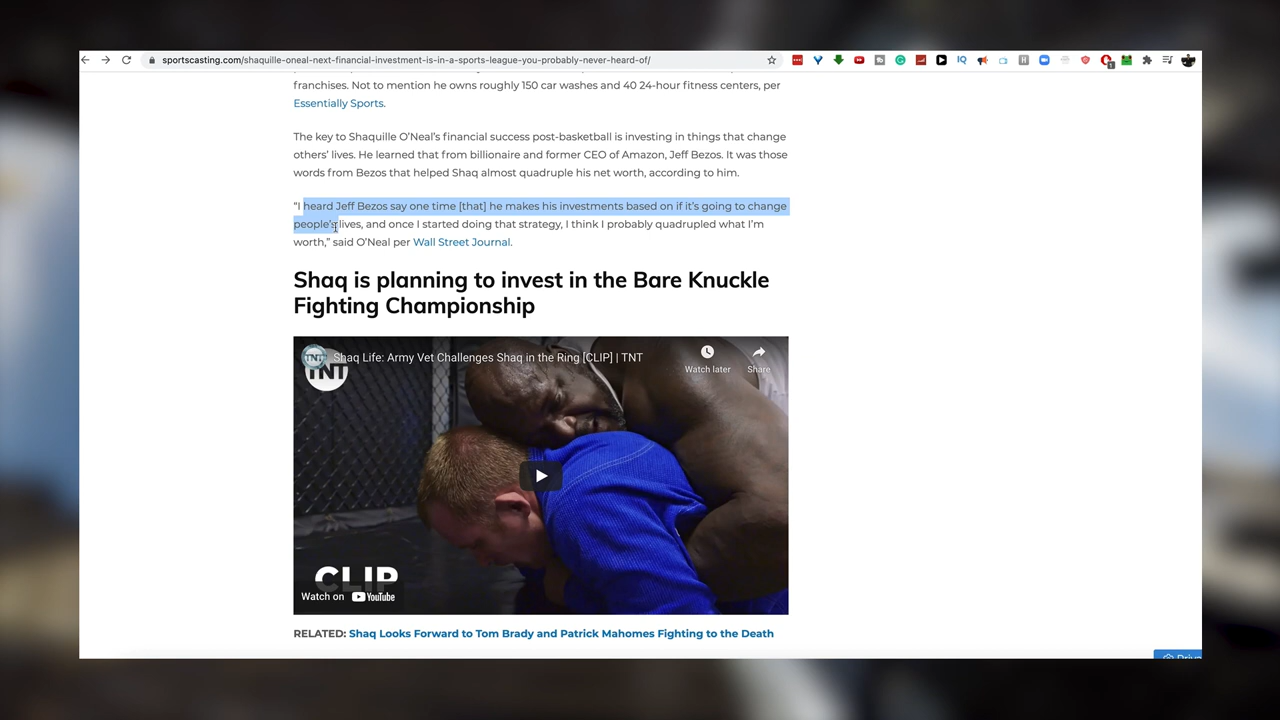 sportscasting.com/shaquille-oneal-next-financial-investment-is-in-a-sports-league-you-probably-never-heard-of/
franchises. Not to mention he owns roughly 150 car washes and 40 24-hour fitness centers, per
Essentially Sports.
The key to Shaquille O’Neal’s financial success post-basketball is investing in things that change
others’ lives. He learned that from billionaire and former CEO of Amazon, Jeff Bezos. It was those
words from Bezos that helped Shaq almost quadruple his net worth, according to him.
“I heard Jeff Bezos say one time [that] he makes his investments based on if it’s going to change
people’s lives, and once I started doing that strategy, I think I probably quadrupled what I’m
worth,” said O’Neal per Wall Street Journal.
Shaq is planning to invest in the Bare Knuckle
Fighting Championship
TNT Shaq Life: Army Vet Challenges Shaq in the Ring [CLIP] | TNT
TNT
Watch later Share
CLIP
Watch on YouTube
RELATED: Shaq Looks Forward to Tom Brady and Patrick Mahomes Fighting to the Death